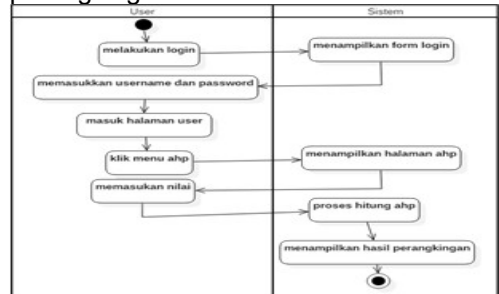 User
Sistem
melakukan login
menampilkan form login
memasukkan username dan password
masuk halaman user
klik menu ahp
menampilkan halaman ahp
memasukan nilai
proses hitung ahp
menampilkan hasil perangkingan